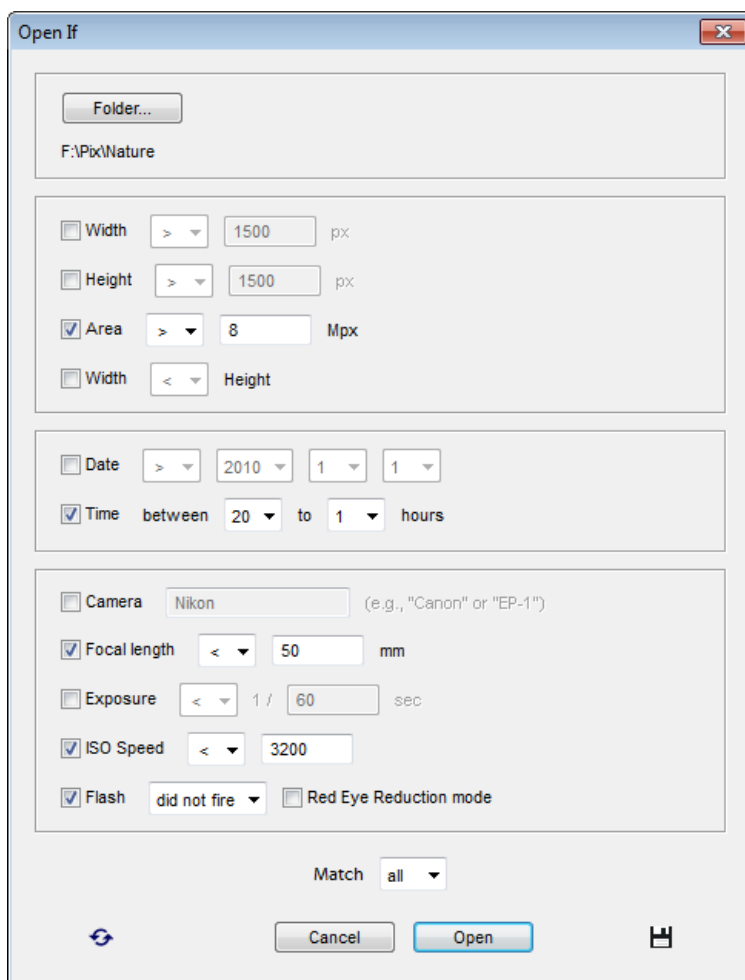 Open If
Folder...
F:\Pix\Nature
Width > 1500 px
Height > 1500 px
Area > 8 Mpx
Width < Height
Date > 2010 1 1
Time between 20 to 1 hours
Camera Nikon (e.g., "Canon" or "EP-1")
Focal length < 50 mm
Exposure < 1 / 60 sec
ISO Speed < 3200
Flash did not fire Red Eye Reduction mode
Match all
Cancel Open